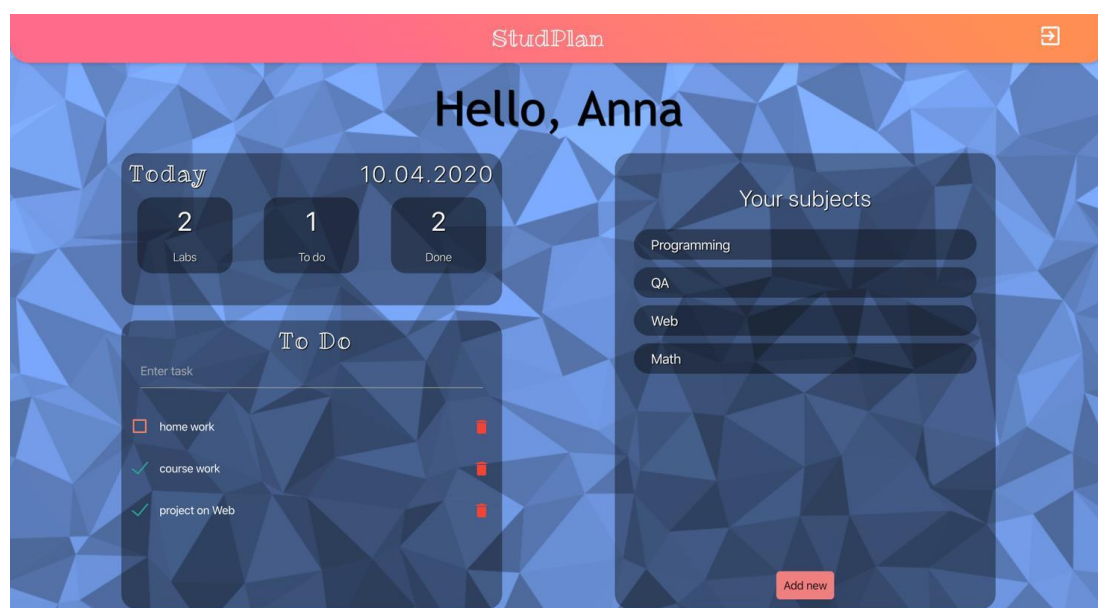 StudPlan
Hello, Anna
Today 10.04.2020
2 1 2
Labs To do Done
To Do
Enter task
home work
course work
project on Web
Your subjects
Programming
QA
Web
Math
Add new